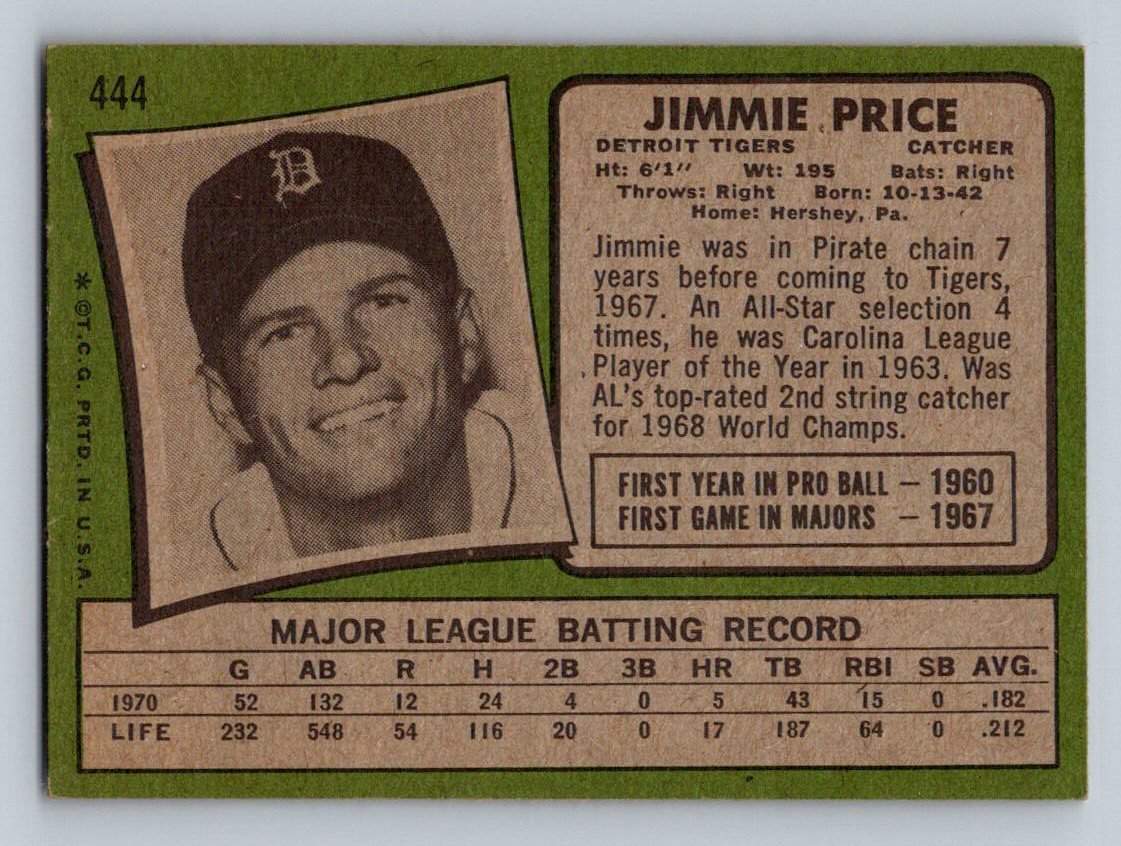 444
JIMMIE PRICE
DETROIT TIGERS CATCHER
Ht: 6'1" Wt: 195 Bats: Right
Throws: Right Born: 10-13-42
Home: Hershey, Pa.
Jimmie was in Pirate chain 7
years before coming to Tigers,
1967. An All-Star selection 4
times, he was Carolina League
Player of the Year in 1963. Was
AL's top-rated 2nd string catcher
for 1968 World Champs.
FIRST YEAR IN PRO BALL — 1960
FIRST GAME IN MAJORS — 1967
* ©T.C.G. PRTD. IN U.S.A.
D
MAJOR LEAGUE BATTING RECORD
G AB R H 2B 3B HR TB RBI SB AVG.
1970 52 132 12 24 4 0 5 43 15 0 .182
LIFE 232 548 54 116 20 0 17 187 64 0 .212